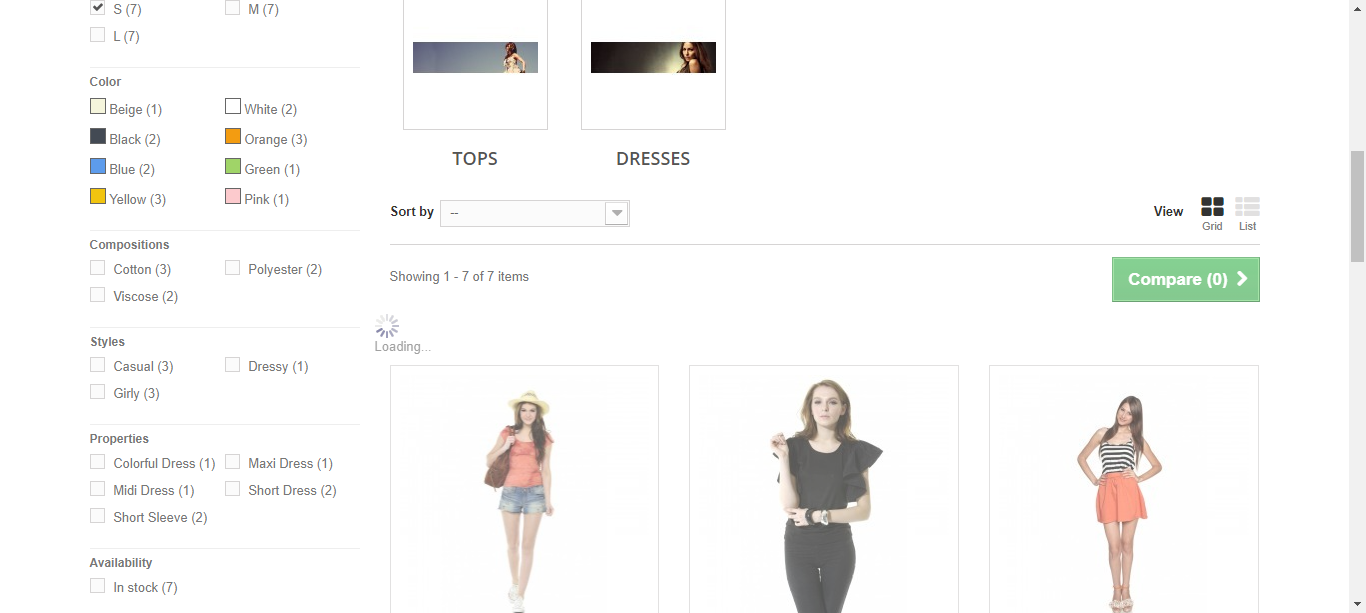 S (7)
M (7)
L (7)
Color
Beige (1)
White (2)
Black (2)
Orange (3)
Blue (2)
Green (1)
Yellow (3)
Pink (1)
Compositions
Cotton (3)
Polyester (2)
Viscose (2)
Styles
Casual (3)
Dressy (1)
Girly (3)
Properties
Colorful Dress (1)
Maxi Dress (1)
Midi Dress (1)
Short Dress (2)
Short Sleeve (2)
Availability
In stock (7)
TOPS
DRESSES
Sort by
--
View
Grid
List
Showing 1 - 7 of 7 items
Compare (0)
Loading...